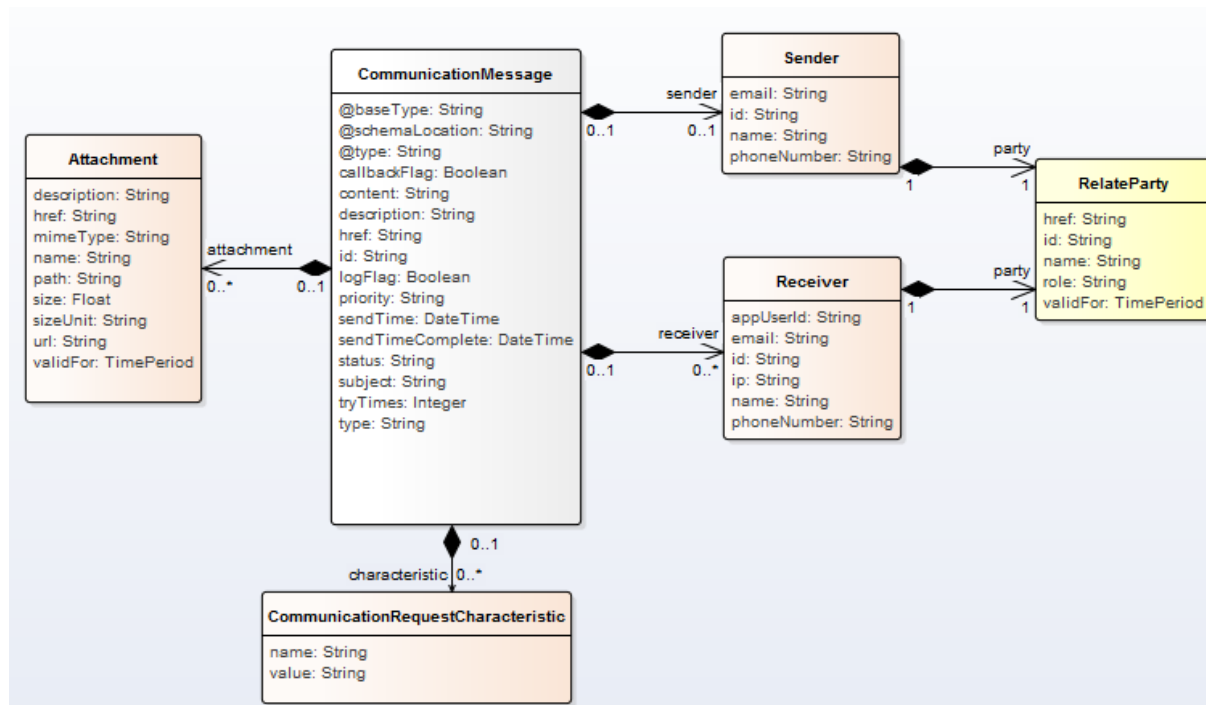 CommunicationMessage
@baseType: String
@schemaLocation: String
@type: String
callbackFlag: Boolean
content: String
description: String
href: String
id: String
logFlag: Boolean
priority: String
sendTime: DateTime
sendTimeComplete: DateTime
status: String
subject: String
tryTimes: Integer
type: String
Attachment
description: String
href: String
mimeType: String
name: String
path: String
size: Float
sizeUnit: String
url: String
validFor: TimePeriod
attachment
0..*
0..1
sender
0..1
0..1
Sender
email: String
id: String
name: String
phoneNumber: String
party
1
1
RelateParty
href: String
id: String
name: String
role: String
validFor: TimePeriod
receiver
0..1
0..*
Receiver
appUserId: String
email: String
id: String
ip: String
name: String
phoneNumber: String
party
1
1
0..1
characteristic
0..*
CommunicationRequestCharacteristic
name: String
value: String